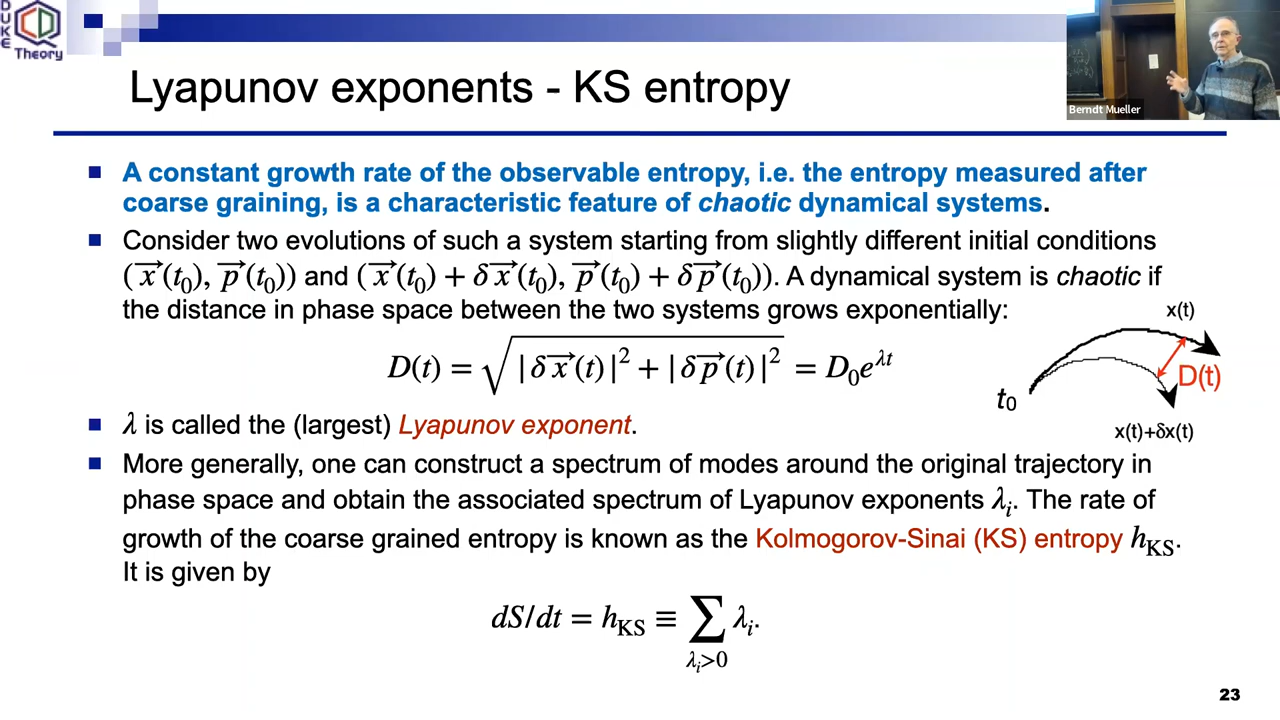 DUKE
QCD
Theory
Berndt Mueller
Lyapunov exponents - KS entropy
A constant growth rate of the observable entropy, i.e. the entropy measured after
coarse graining, is a characteristic feature of chaotic dynamical systems.
Consider two evolutions of such a system starting from slightly different initial conditions
(x⃗(t₀), p⃗(t₀)) and (x⃗(t₀) + δx⃗(t₀), p⃗(t₀) + δp⃗(t₀)). A dynamical system is chaotic if
the distance in phase space between the two systems grows exponentially:
D(t) = √(|δx⃗(t)|² + |δp⃗(t)|²) = D₀e^{λt}
x(t)
D(t)
t₀
x(t)+δx(t)
λ is called the (largest) Lyapunov exponent.
More generally, one can construct a spectrum of modes around the original trajectory in
phase space and obtain the associated spectrum of Lyapunov exponents λᵢ. The rate of
growth of the coarse grained entropy is known as the Kolmogorov-Sinai (KS) entropy h_KS.
It is given by
dS/dt = h_KS ≡ ∑_{λᵢ>0} λᵢ.
23